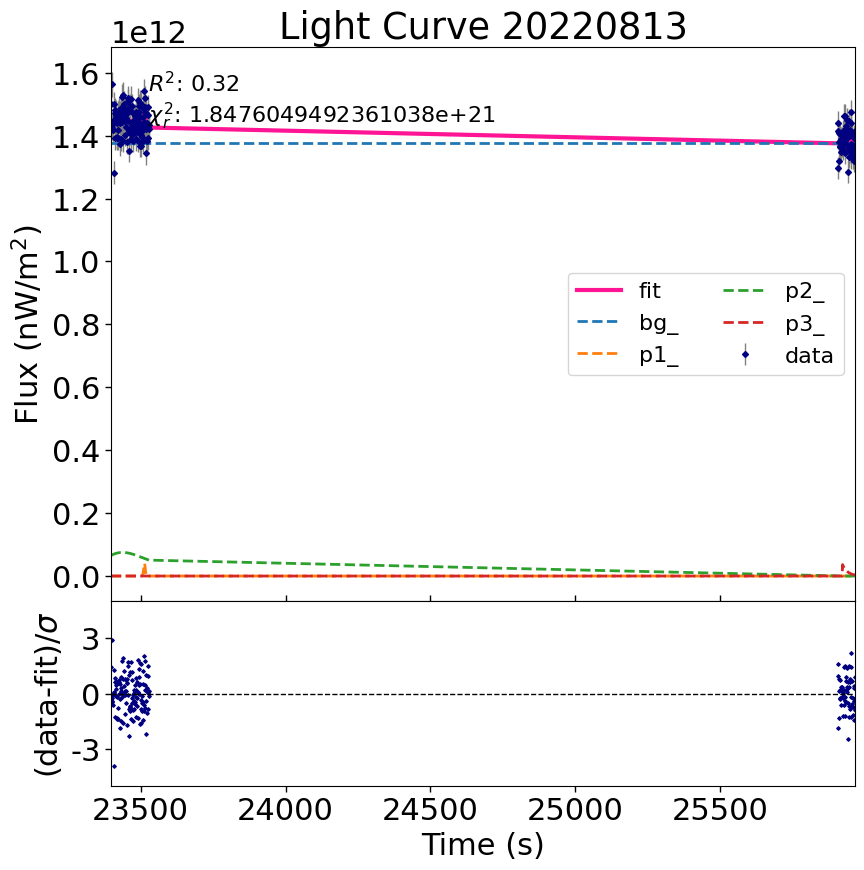 Light Curve 20220813
1e12
R²: 0.32
χ²ᵣ: 1.8476049492361038e+21
Flux (nW/m²)
1.6
1.4
1.2
1.0
0.8
0.6
0.4
0.2
0.0
fit
bg_
p1_
p2_
p3_
data
(data-fit)/σ
3
0
-3
23500 24000 24500 25000 25500
Time (s)